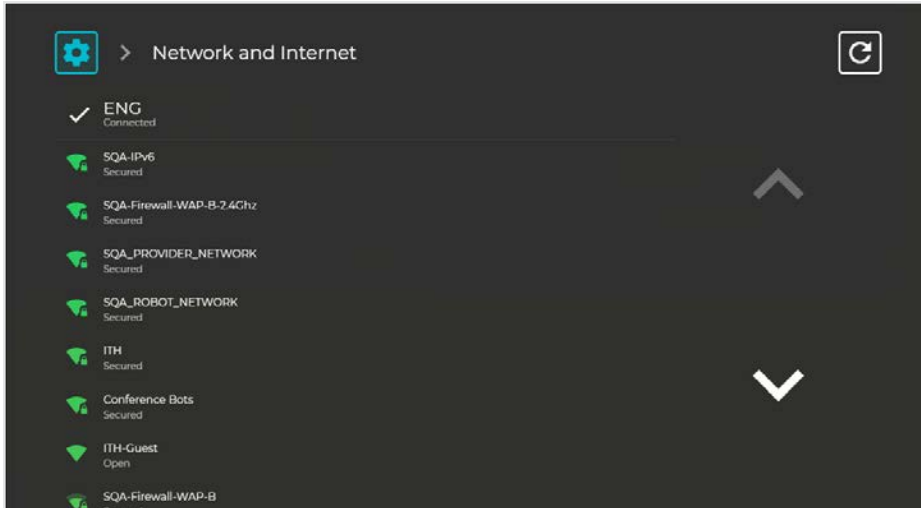 Network and Internet
ENG
Connected
SQA-IPv6
Secured
SQA-Firewall-WAP-B-2.4Ghz
Secured
SQA_PROVIDER_NETWORK
Secured
SQA_ROBOT_NETWORK
Secured
ITH
Secured
Conference Bots
Secured
ITH-Guest
Open
SQA-Firewall-WAP-B